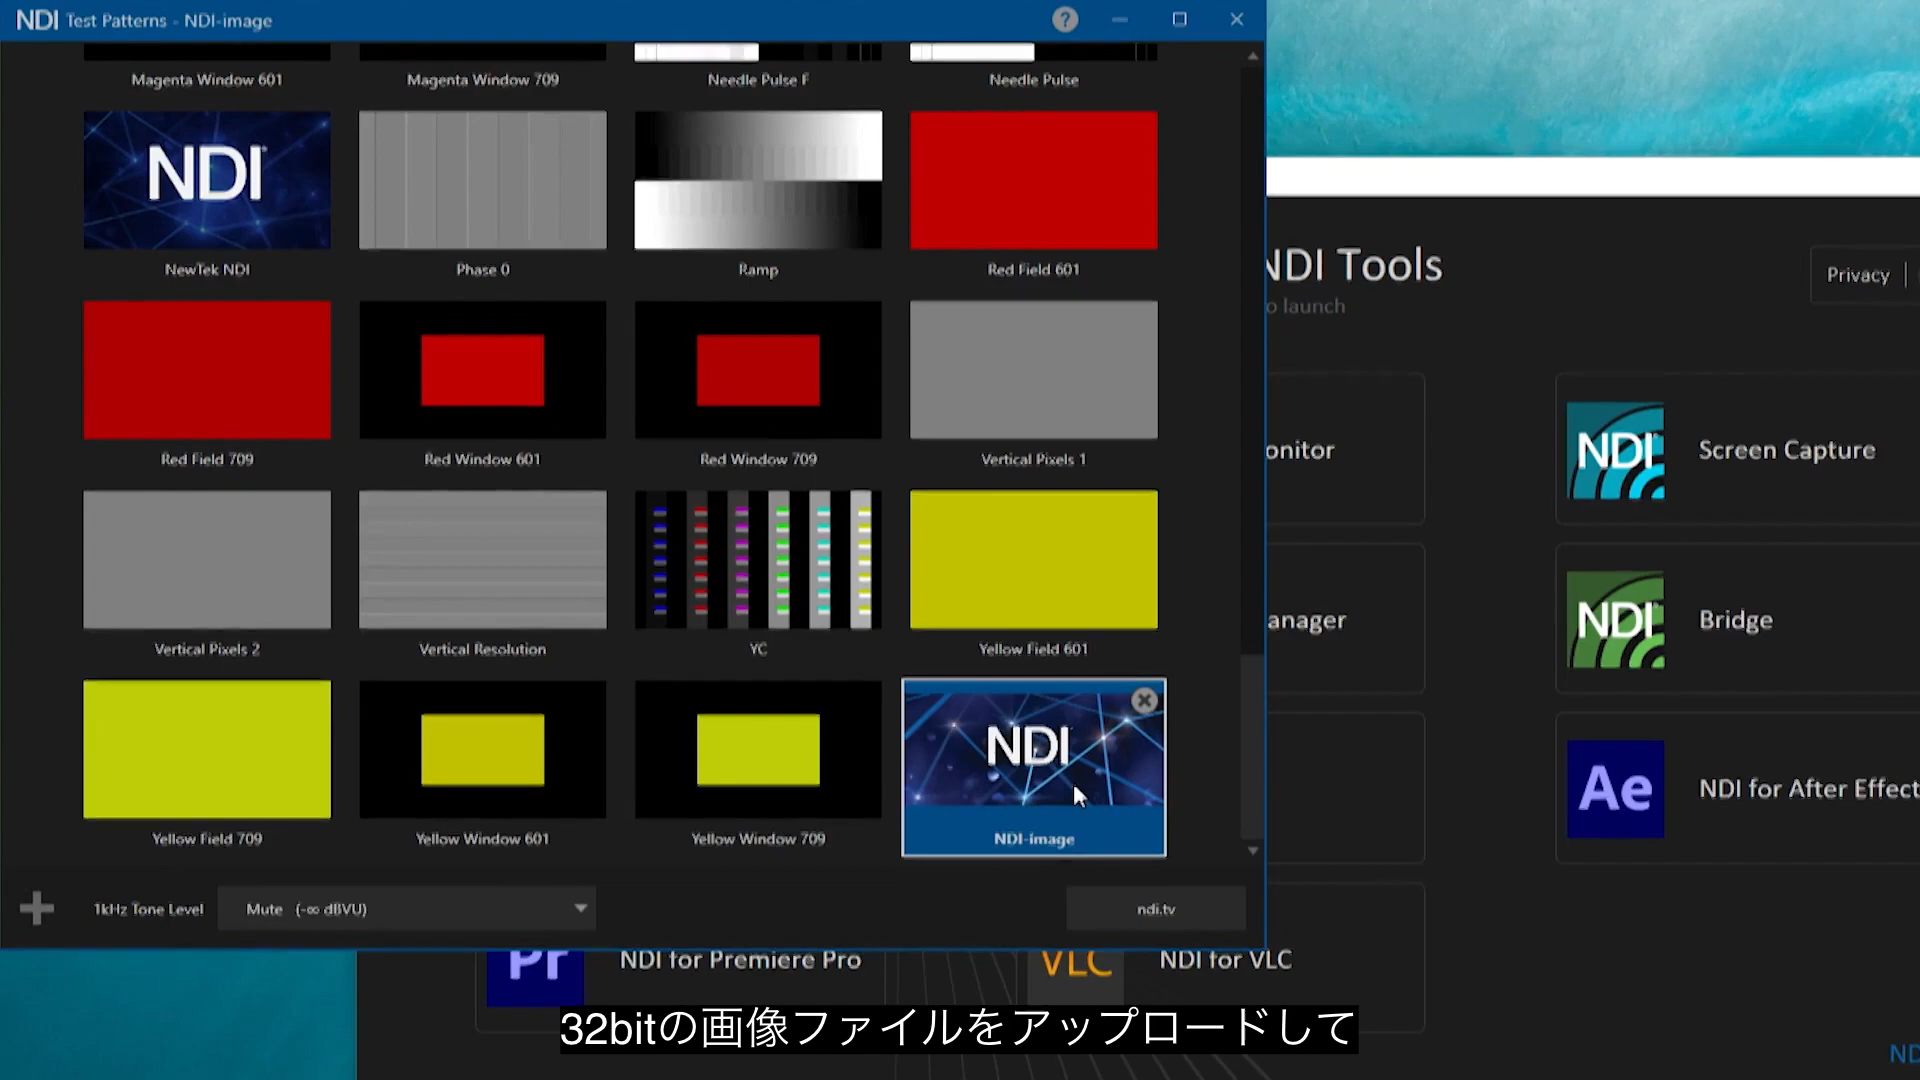 NDI Test Patterns - NDI-image
?
Magenta Window 601
Magenta Window 709
Needle Pulse F
Needle Pulse
NDI
NewTek NDI
Phase 0
Ramp
Red Field 601
Red Field 709
Red Window 601
Red Window 709
Vertical Pixels 1
Vertical Pixels 2
Vertical Resolution
YC
Yellow Field 601
Yellow Field 709
Yellow Window 601
Yellow Window 709
NDI
NDI-image
1kHz Tone Level
Mute (-∞ dBVU)
ndi.tv
NDI Tools
o launch
Privacy
onitor
NDI
Screen Capture
anager
NDI
Bridge
Ae
NDI for After Effect
Pr
NDI for Premiere Pro
VLC
NDI for VLC
32bitの画像ファイルをアップロードして